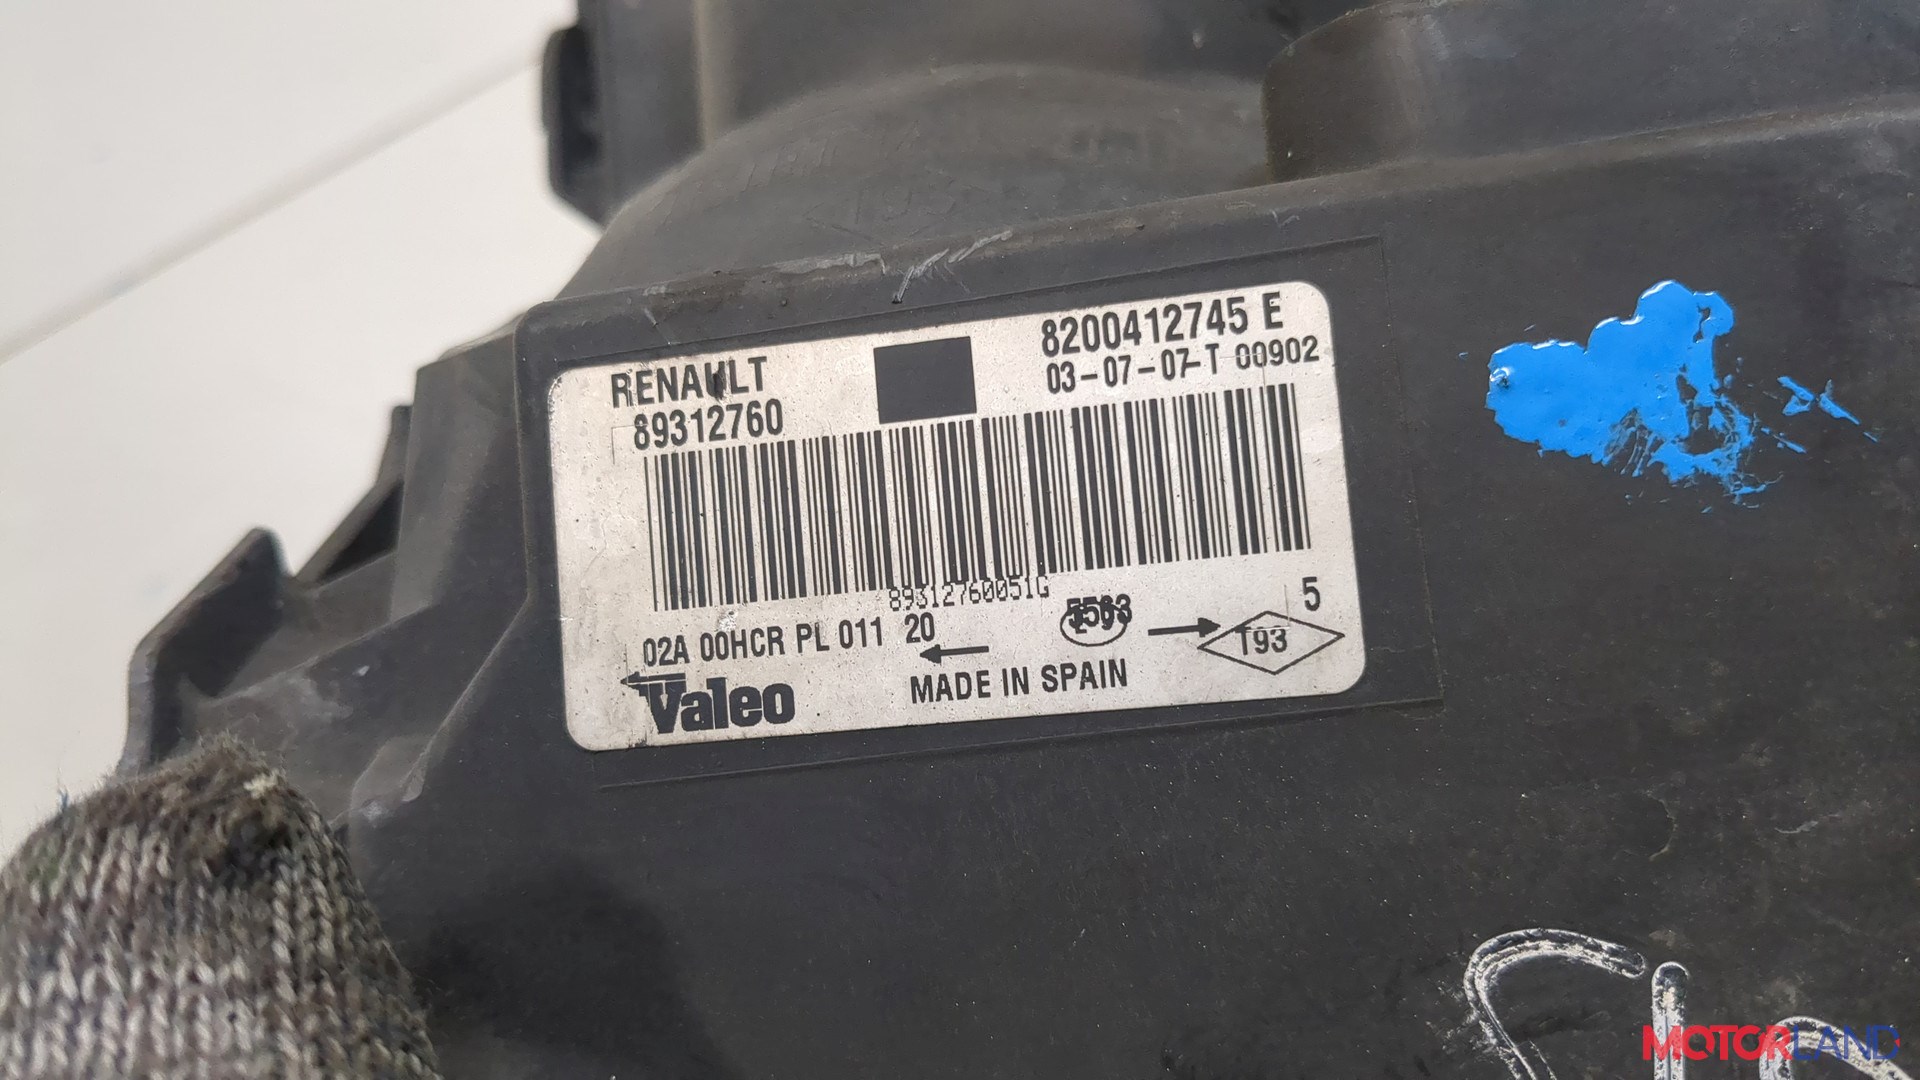 RENAULT
89312760
8200412745 E
03-07-07-T 00902
89312760051G
02A 00HCR PL 011 20
5563
5
T93
Valeo
MADE IN SPAIN
MOTORLAND